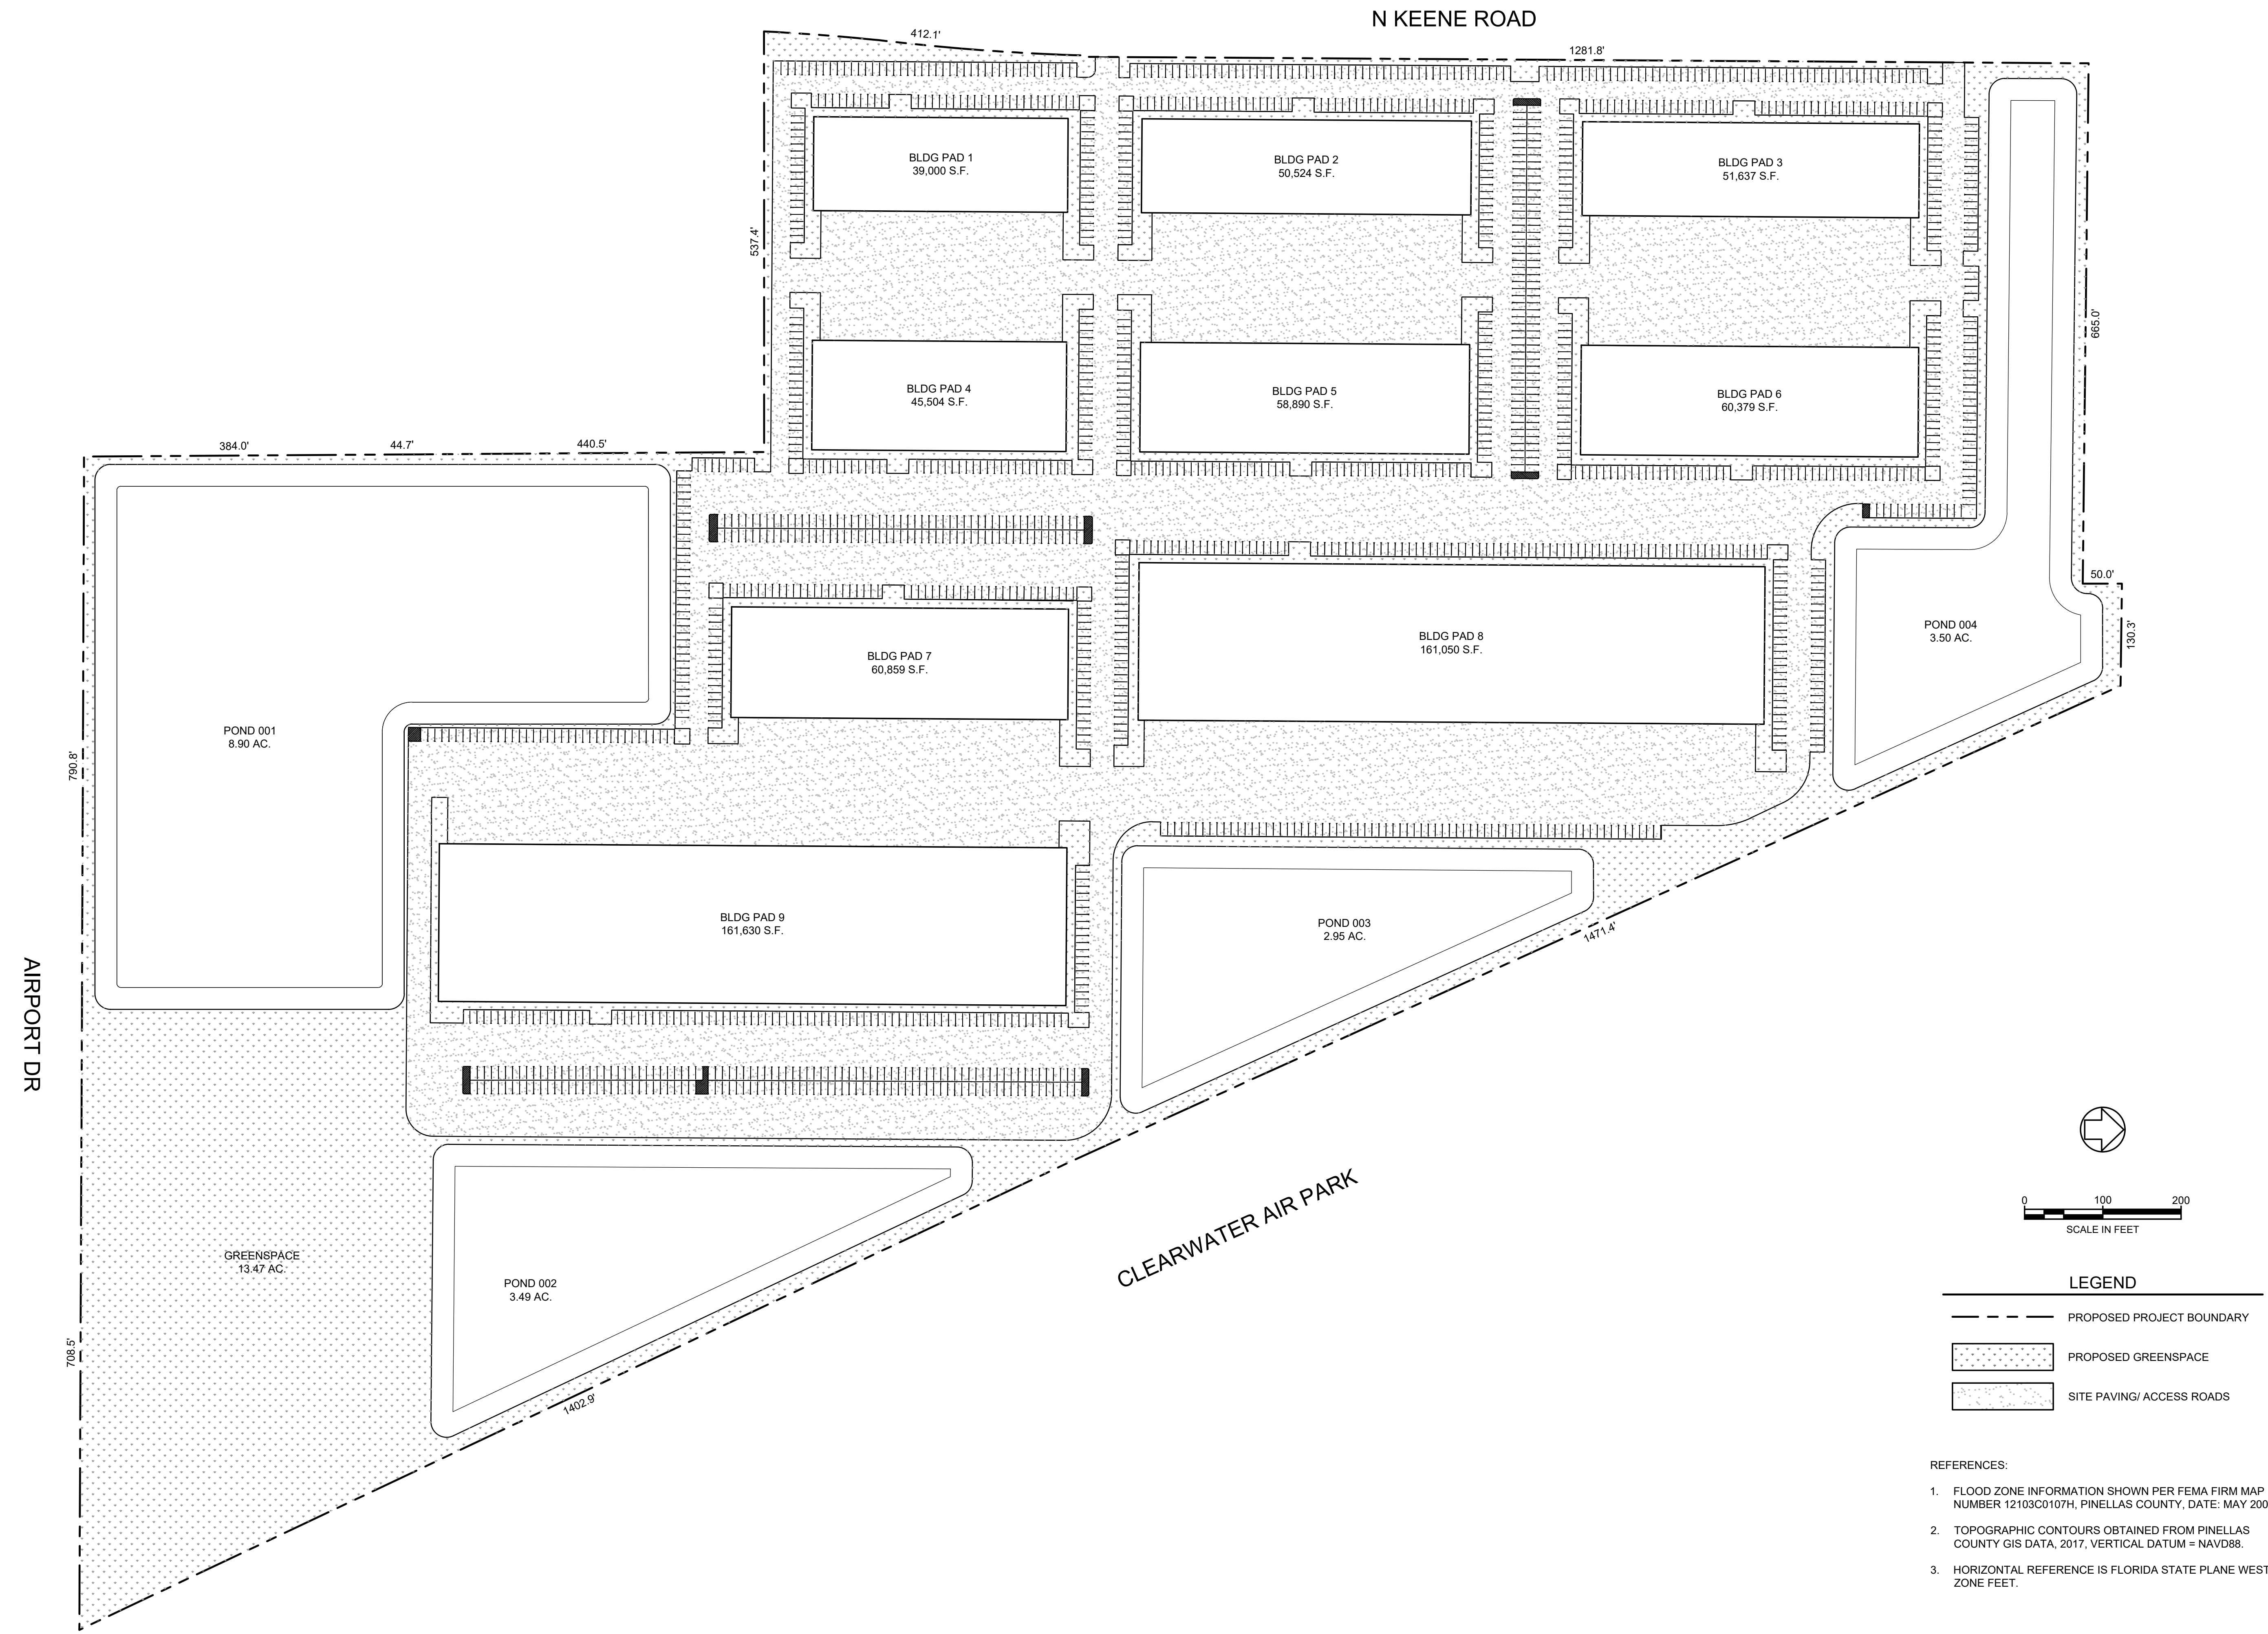 N KEENE ROAD
412.1'
1281.8'
BLDG PAD 1
39,000 S.F.
BLDG PAD 2
50,524 S.F.
BLDG PAD 3
51,637 S.F.
537.4'
665.0'
BLDG PAD 4
45,504 S.F.
BLDG PAD 5
58,890 S.F.
BLDG PAD 6
60,379 S.F.
384.0'
44.7'
440.5'
50.0'
130.3'
BLDG PAD 7
60,859 S.F.
BLDG PAD 8
161,050 S.F.
POND 004
3.50 AC.
POND 001
8.90 AC.
790.8'
BLDG PAD 9
161,630 S.F.
POND 003
2.95 AC.
1471.4'
AIRPORT DR
CLEARWATER AIR PARK
GREENSPACE
13.47 AC.
POND 002
3.49 AC.
708.5'
1402.9'
0 100 200
SCALE IN FEET
LEGEND
PROPOSED PROJECT BOUNDARY
PROPOSED GREENSPACE
SITE PAVING/ ACCESS ROADS
REFERENCES:
1. FLOOD ZONE INFORMATION SHOWN PER FEMA FIRM MAP
NUMBER 12103C0107H, PINELLAS COUNTY, DATE: MAY 200
2. TOPOGRAPHIC CONTOURS OBTAINED FROM PINELLAS
COUNTY GIS DATA, 2017, VERTICAL DATUM = NAVD88.
3. HORIZONTAL REFERENCE IS FLORIDA STATE PLANE WEST
ZONE FEET.